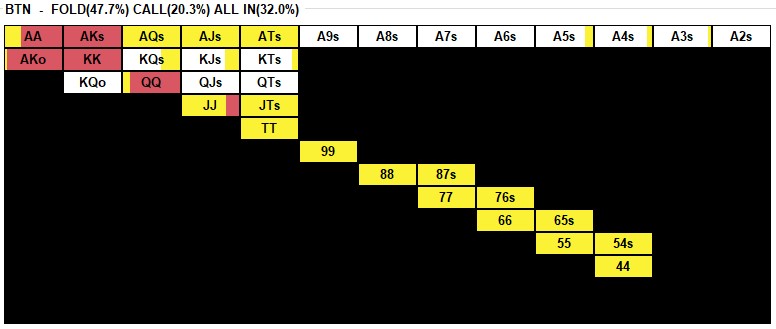 BTN - FOLD(47.7%) CALL(20.3%) ALL IN(32.0%)
AA AKs AQs AJs ATs A9s A8s A7s A6s A5s A4s A3s A2s
AKo KK KQs KJs KTs
KQo QQ QJs QTs
JJ JTs
TT
99
88 87s
77 76s
66 65s
55 54s
44